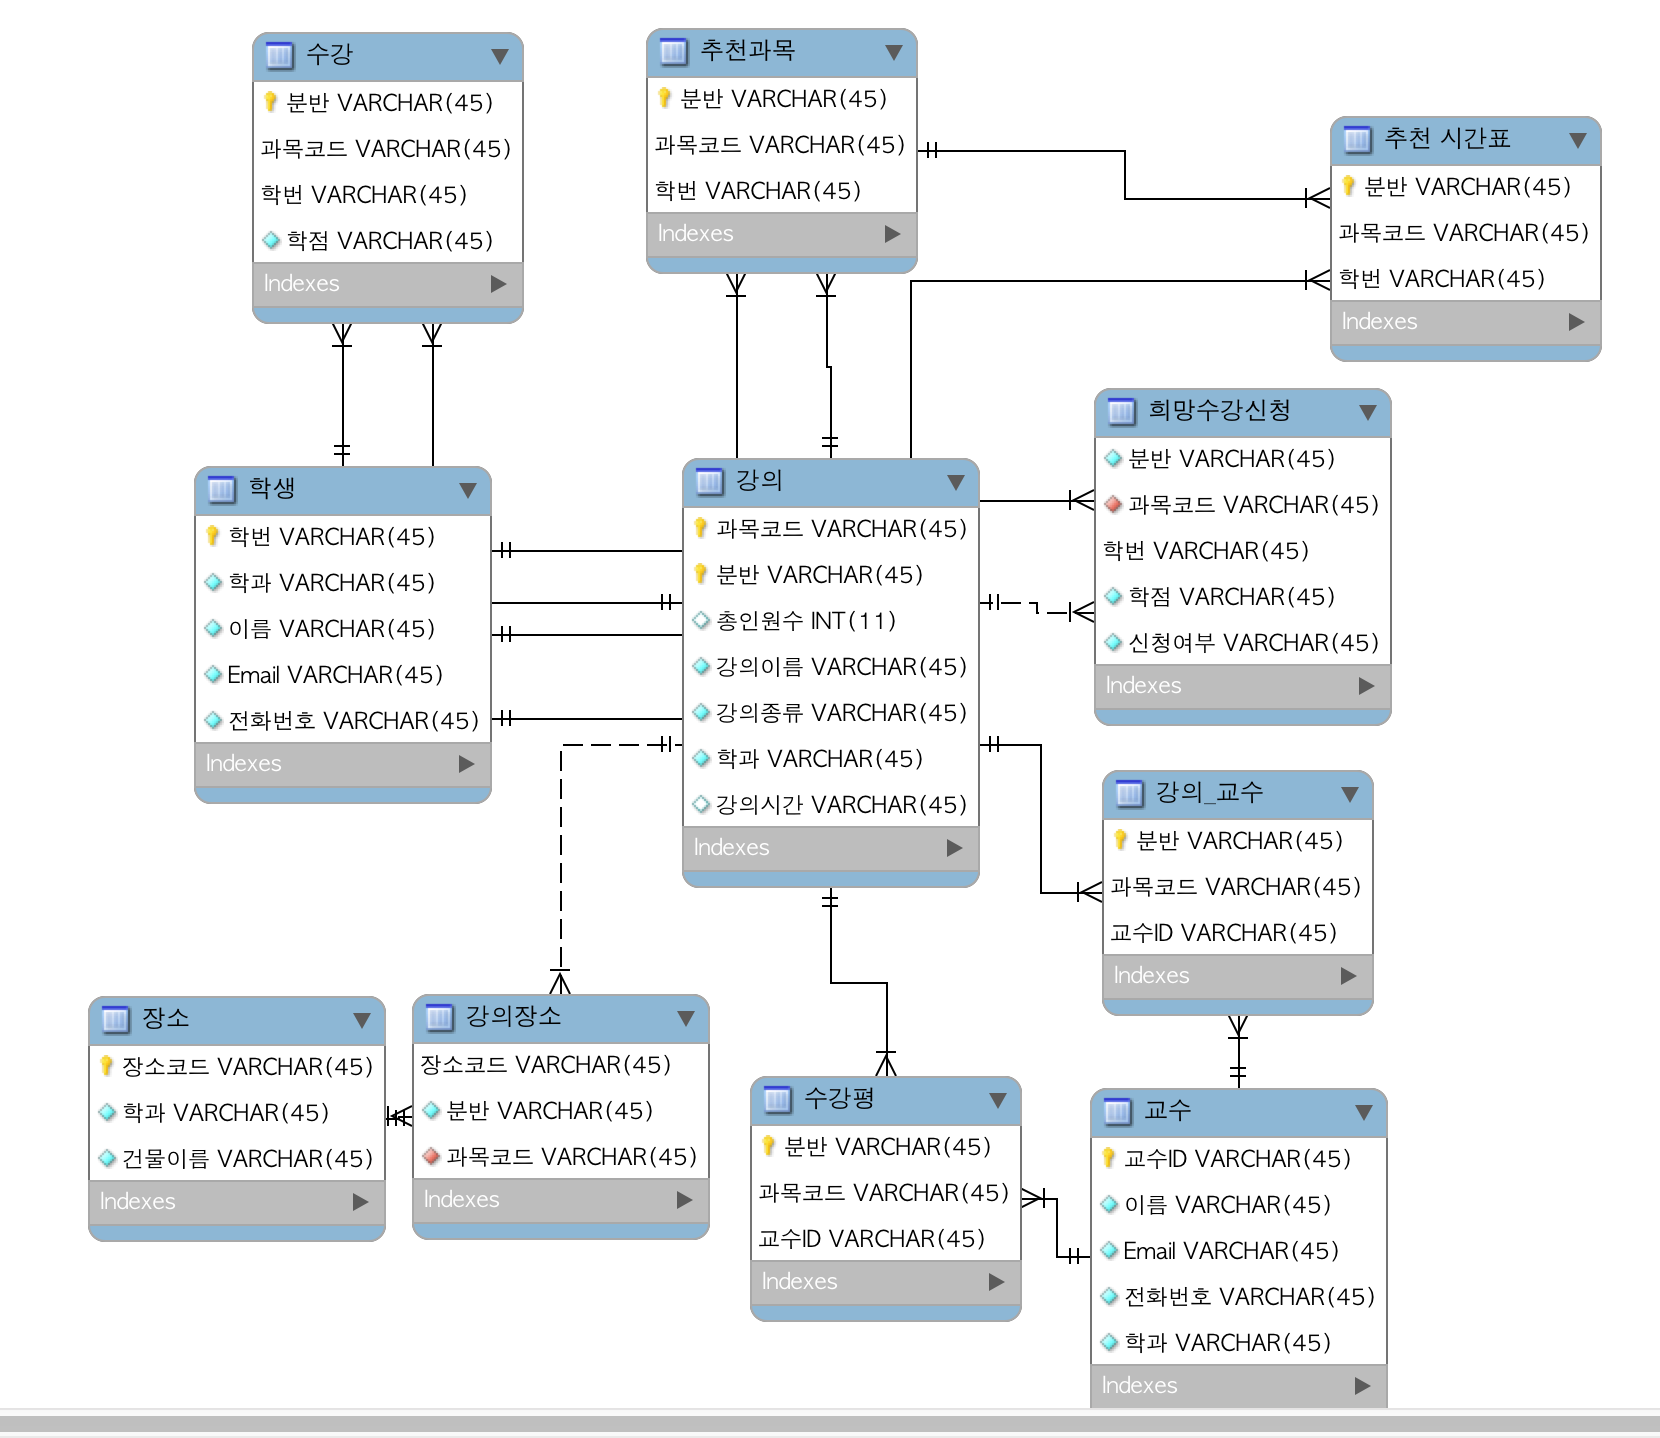 수강
분반 VARCHAR(45)
과목코드 VARCHAR(45)
학번 VARCHAR(45)
학점 VARCHAR(45)
Indexes
추천과목
분반 VARCHAR(45)
과목코드 VARCHAR(45)
학번 VARCHAR(45)
Indexes
추천 시간표
분반 VARCHAR(45)
과목코드 VARCHAR(45)
학번 VARCHAR(45)
Indexes
학생
학번 VARCHAR(45)
학과 VARCHAR(45)
이름 VARCHAR(45)
Email VARCHAR(45)
전화번호 VARCHAR(45)
Indexes
강의
과목코드 VARCHAR(45)
분반 VARCHAR(45)
총인원수 INT(11)
강의이름 VARCHAR(45)
강의종류 VARCHAR(45)
학과 VARCHAR(45)
강의시간 VARCHAR(45)
Indexes
희망수강신청
분반 VARCHAR(45)
과목코드 VARCHAR(45)
학번 VARCHAR(45)
학점 VARCHAR(45)
신청여부 VARCHAR(45)
Indexes
강의_교수
분반 VARCHAR(45)
과목코드 VARCHAR(45)
교수ID VARCHAR(45)
Indexes
장소
장소코드 VARCHAR(45)
학과 VARCHAR(45)
건물이름 VARCHAR(45)
Indexes
강의장소
장소코드 VARCHAR(45)
분반 VARCHAR(45)
과목코드 VARCHAR(45)
Indexes
수강평
분반 VARCHAR(45)
과목코드 VARCHAR(45)
교수ID VARCHAR(45)
Indexes
교수
교수ID VARCHAR(45)
이름 VARCHAR(45)
Email VARCHAR(45)
전화번호 VARCHAR(45)
학과 VARCHAR(45)
Indexes